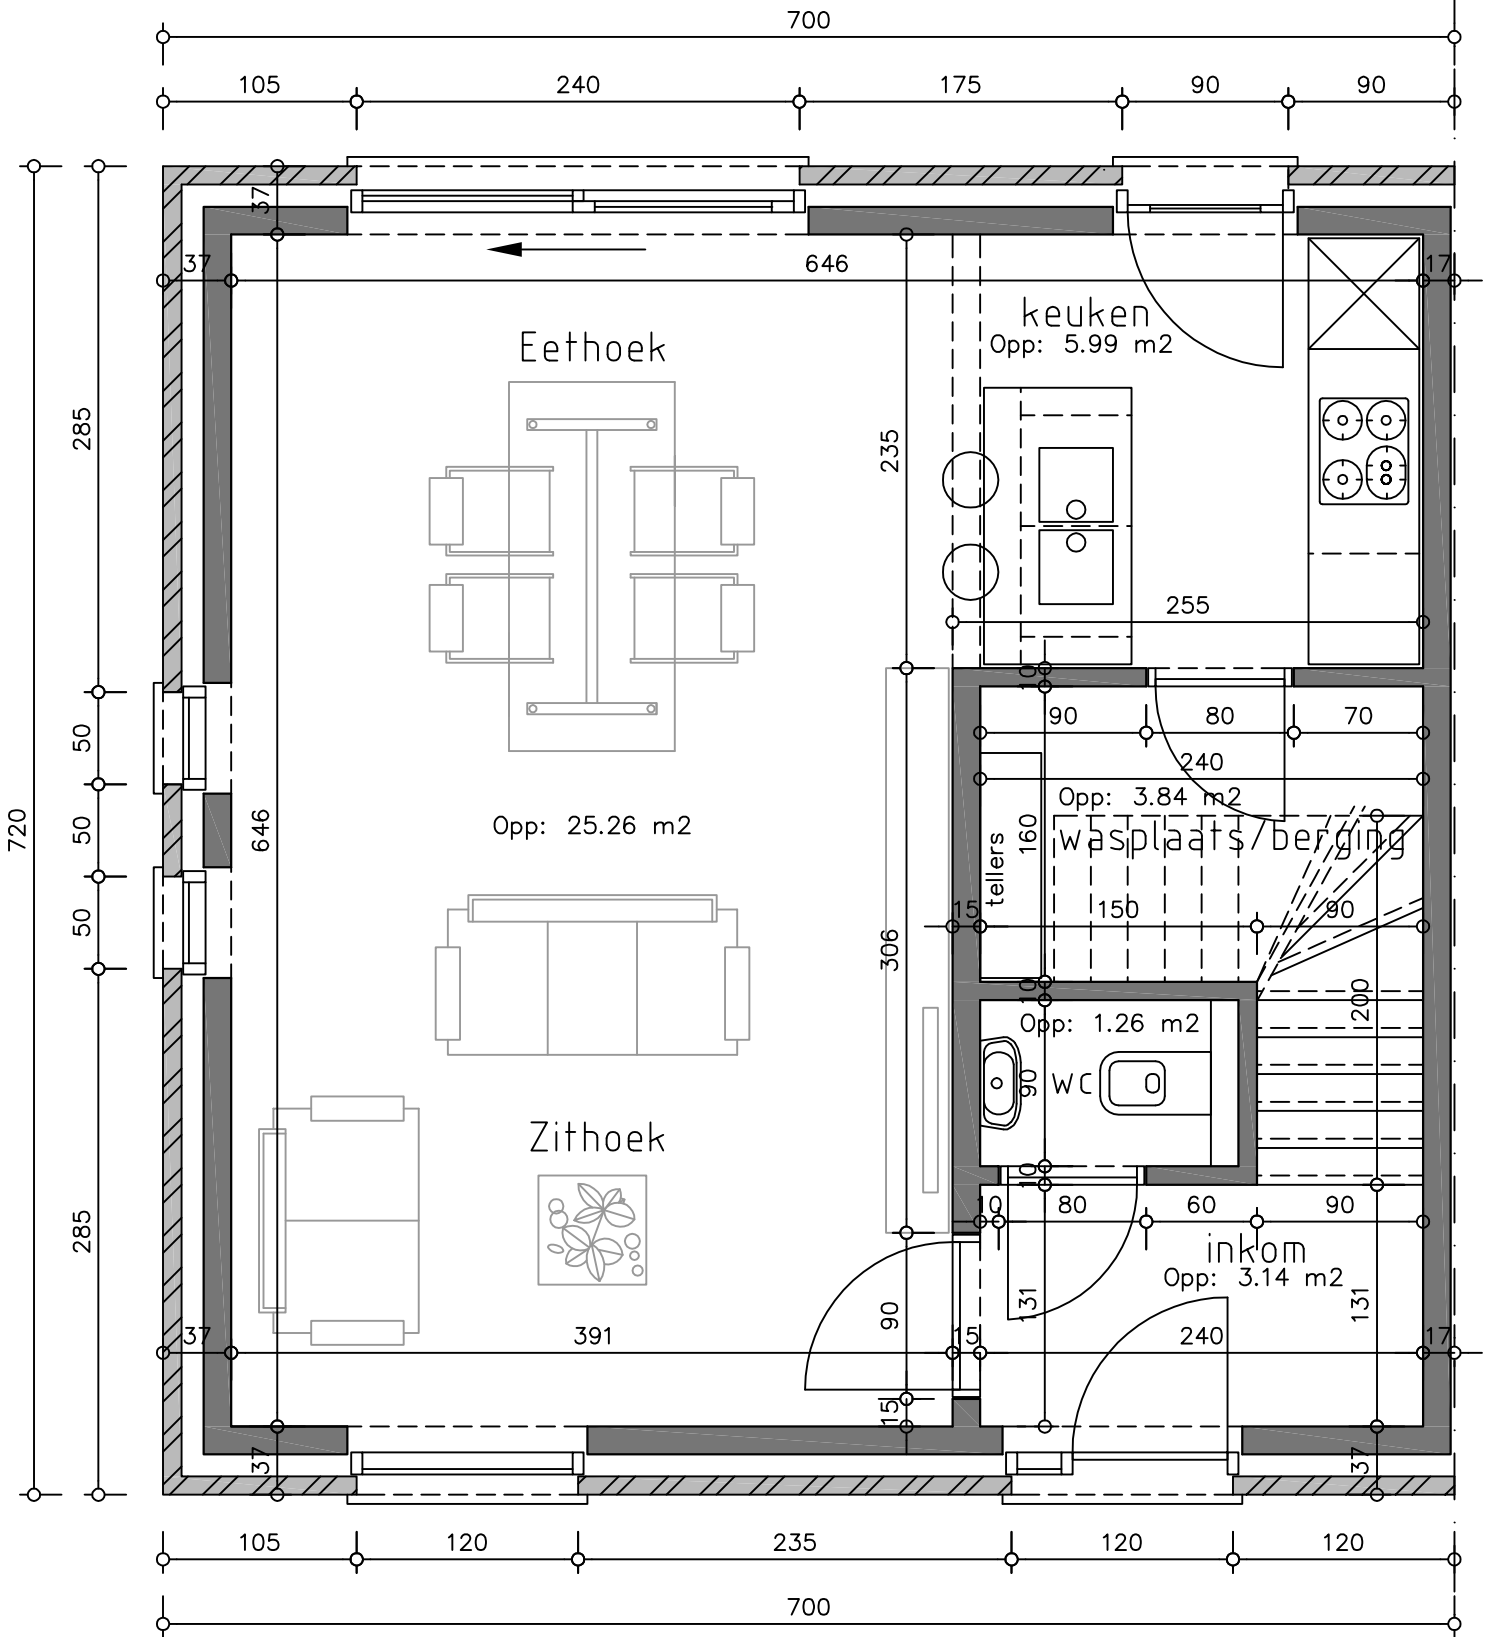 700
105 240 175 90 90
37
37 646 17
keuken
Opp: 5.99 m2
Eethoek
285
235
255
10
90 80 70
240
Opp: 3.84 m2
wasplaats/berging
50
50
50
720
646
Opp: 25.26 m2
160
tellers
15 150 90
306
10
200
Opp: 1.26 m2
WC
90
Zithoek
10
10 80 60 90
inkom
Opp: 3.14 m2
285
90
131
131
37 391 15 240 17
15
37
37
105 120 235 120 120
700